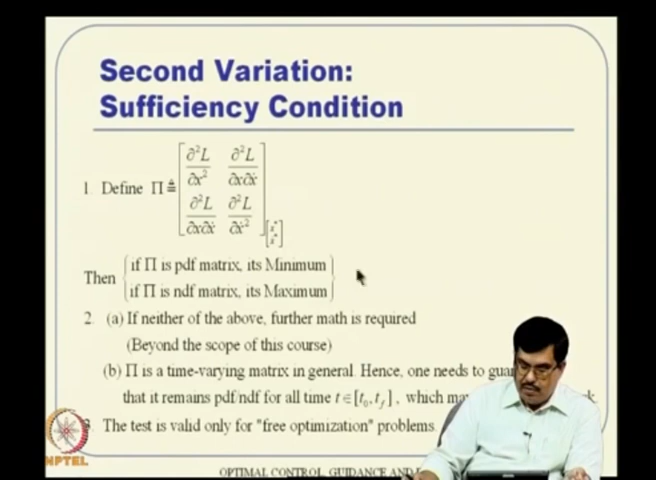 Second Variation:
Sufficiency Condition
1. Define Π ≜ [∂²L/∂x² ∂²L/∂x∂ẋ
∂²L/∂x∂ẋ ∂²L/∂ẋ²]
Then {if Π is pdf matrix, its Minimum
if Π is ndf matrix, its Maximum}
2. (a) If neither of the above, further math is required
(Beyond the scope of this course)
(b) Π is a time-varying matrix in general. Hence, one needs to
that it remains pdf/ndf for all time t∈[t₀,t_f], which
The test is valid only for "free optimization" problems.
NPTEL
OPTIMAL CONTROL, GUIDANCE AND